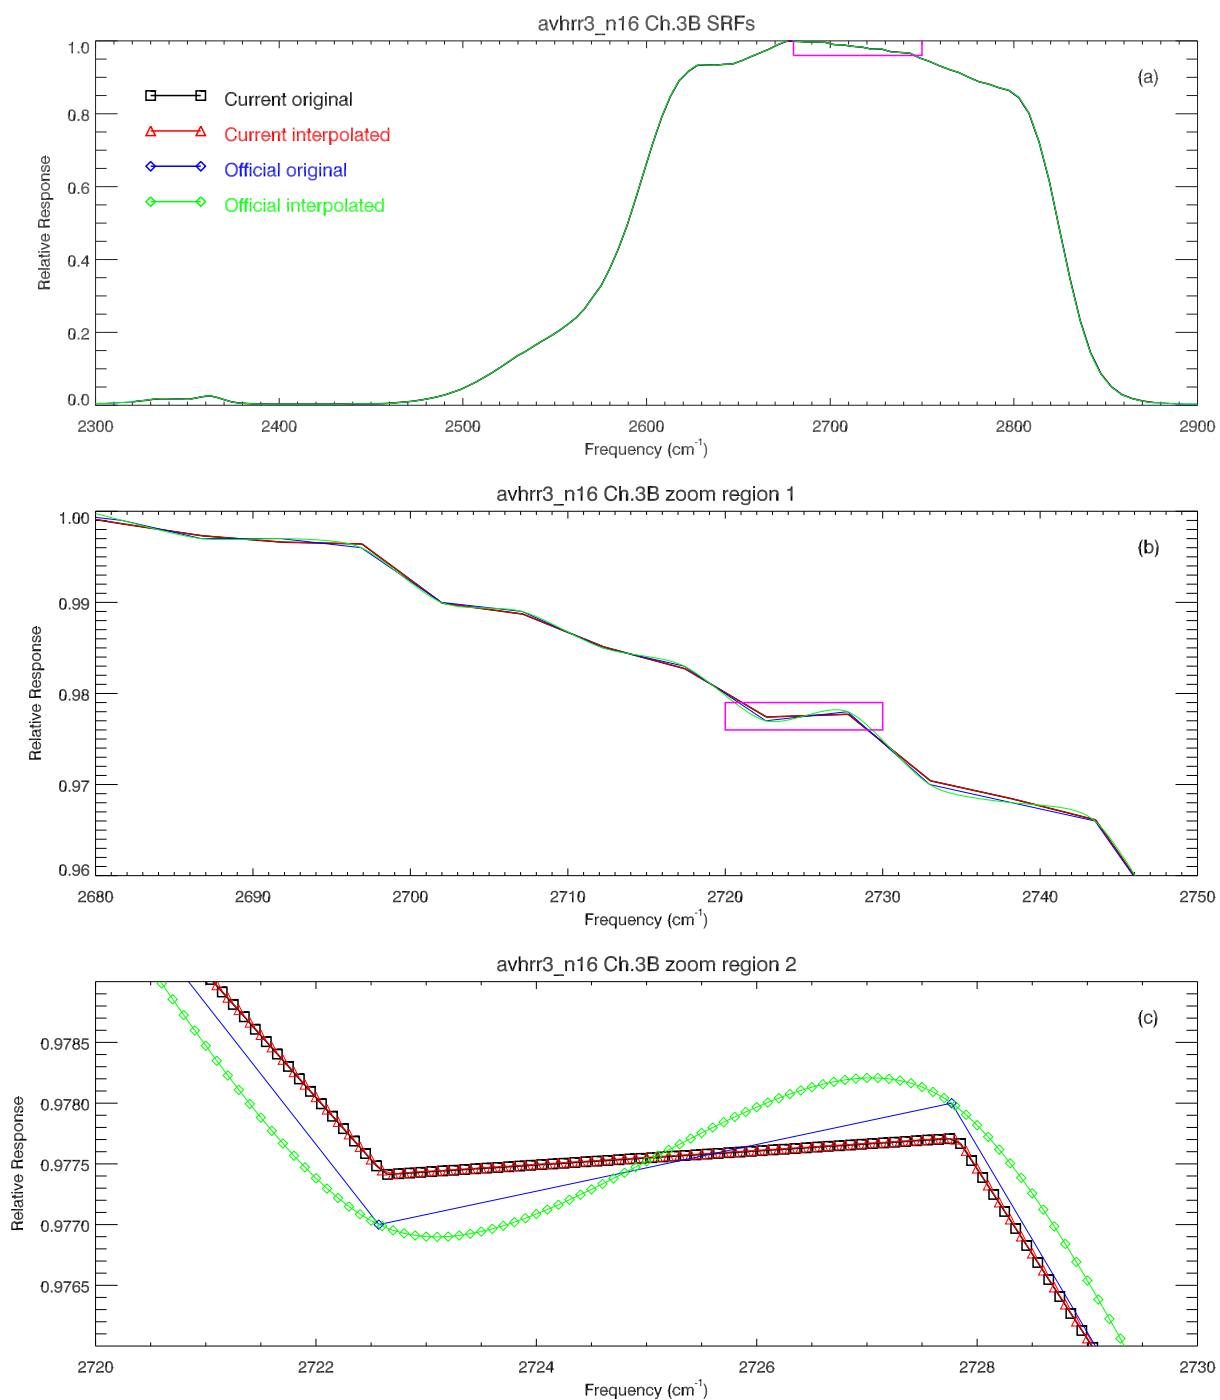 avhrr3_n16 Ch.3B SRFs
1.0
0.8
0.6
0.4
0.2
0.0
Relative Response
(a)
Current original
Current interpolated
Official original
Official interpolated
2300 2400 2500 2600 2700 2800 2900
Frequency (cm-1)
avhrr3_n16 Ch.3B zoom region 1
1.00
0.99
0.98
0.97
0.96
Relative Response
(b)
2680 2690 2700 2710 2720 2730 2740 2750
Frequency (cm-1)
avhrr3_n16 Ch.3B zoom region 2
0.9785
0.9780
0.9775
0.9770
0.9765
Relative Response
(c)
2720 2722 2724 2726 2728 2730
Frequency (cm-1)